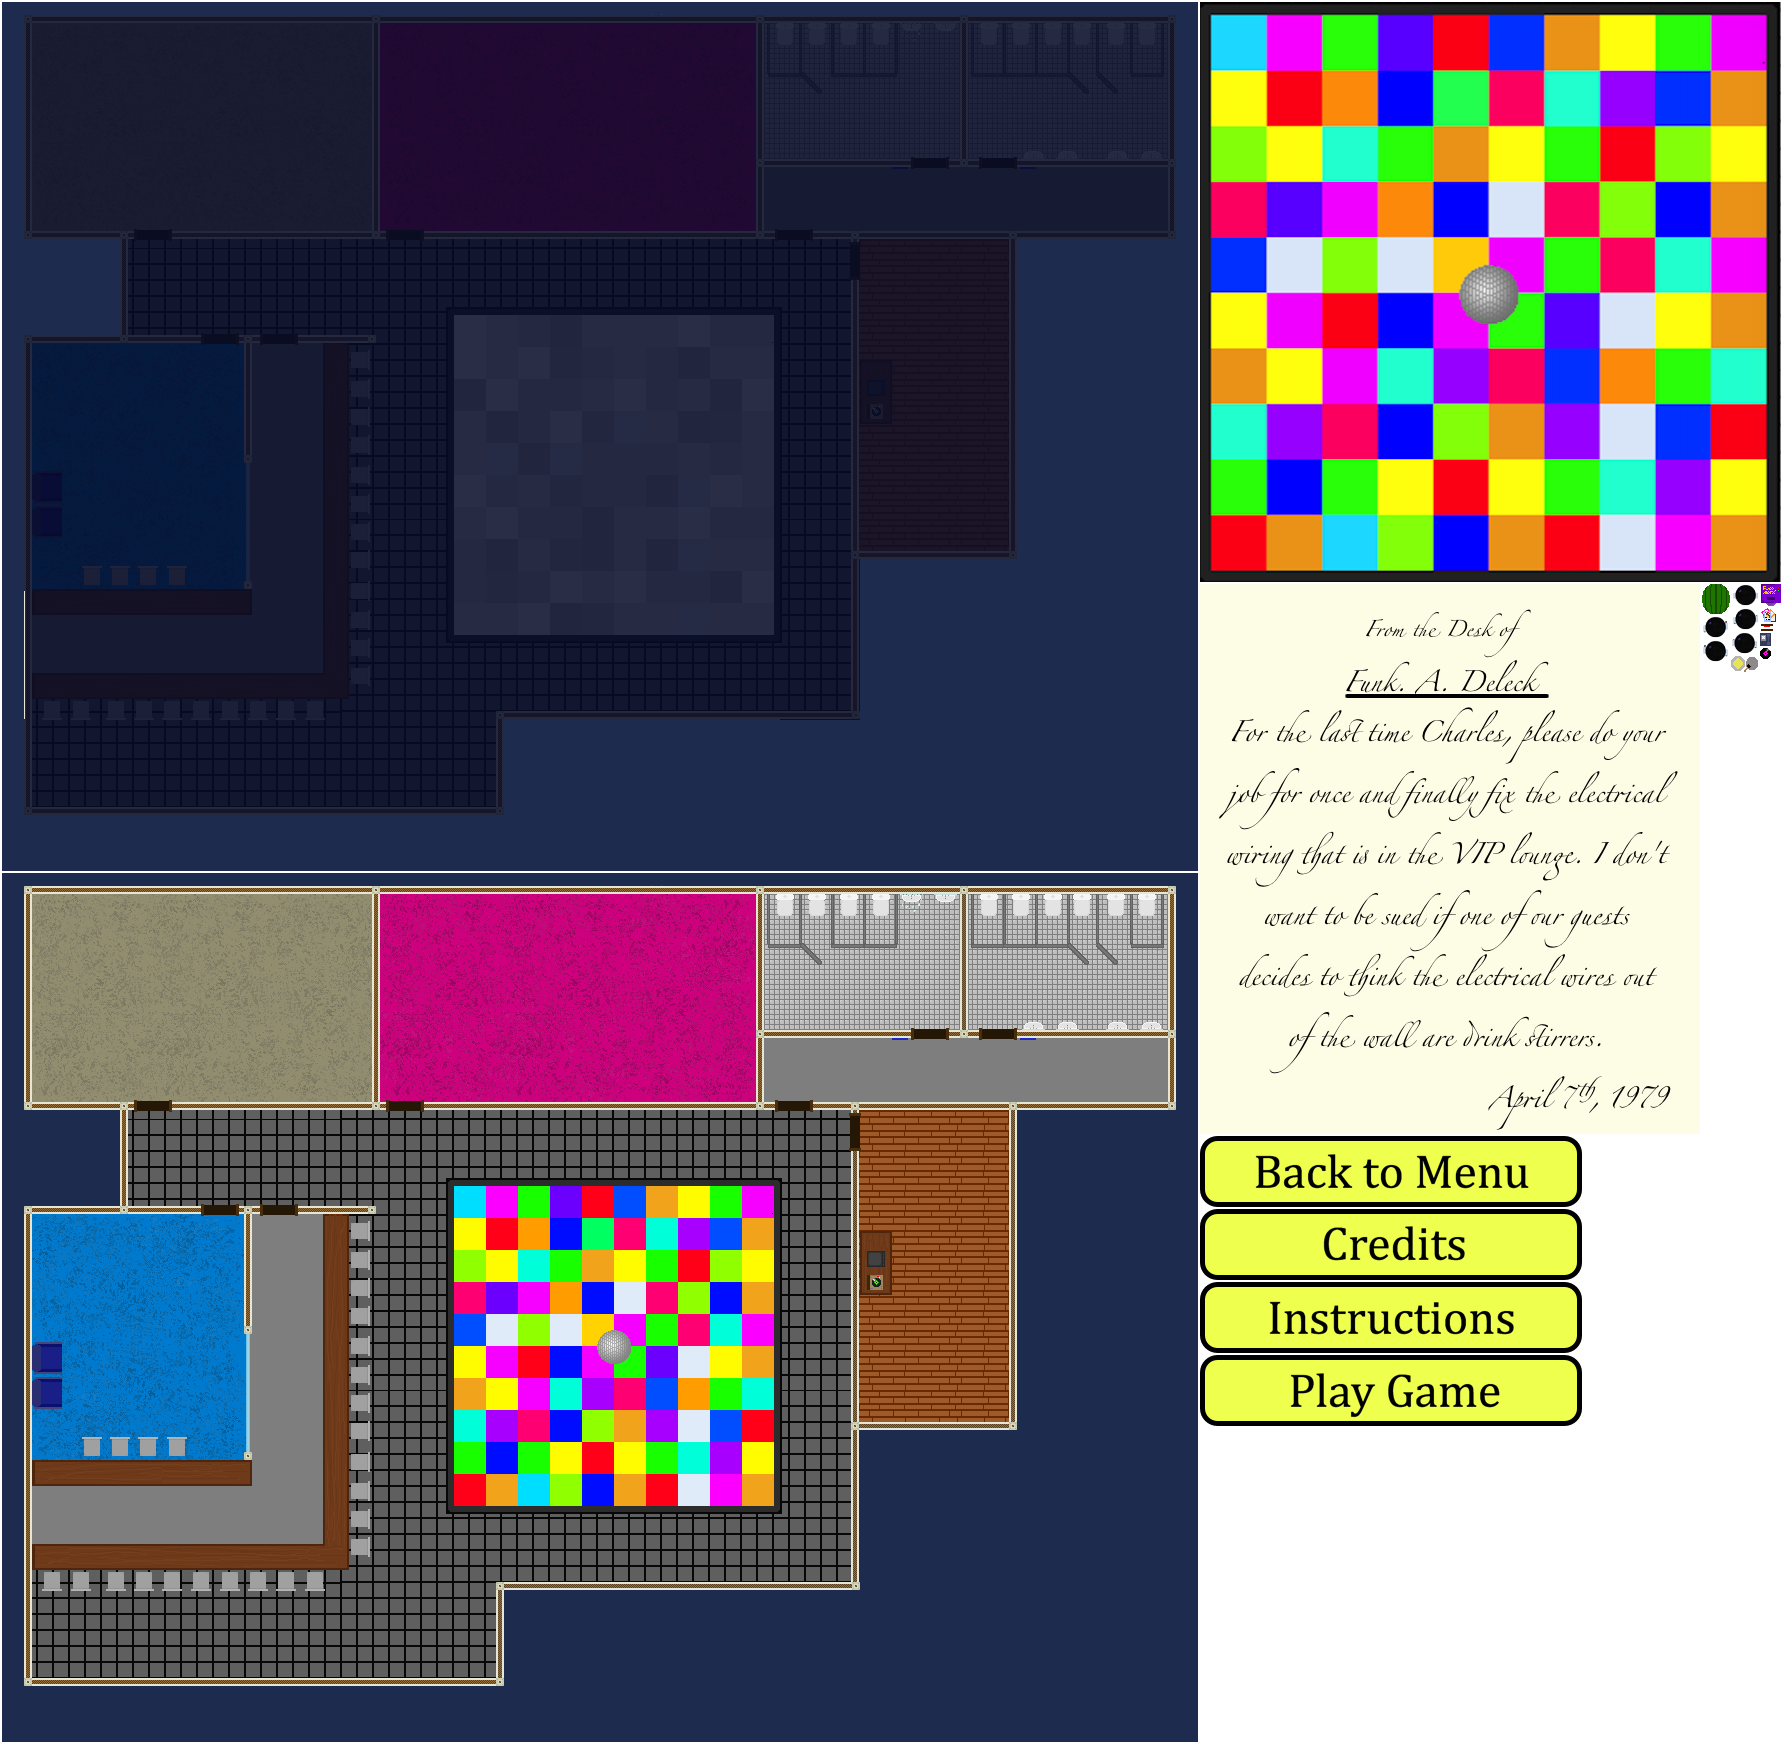 From the Desk of
Funk. A. Deleck
For the last time Charles, please do your
job for once and finally fix the electrical
wiring that is in the VIP lounge. I don't
want to be sued if one of our guests
decides to think the electrical wires out
of the wall are drink stirrers.
April 7th, 1979
Back to Menu
Credits
Instructions
Play Game